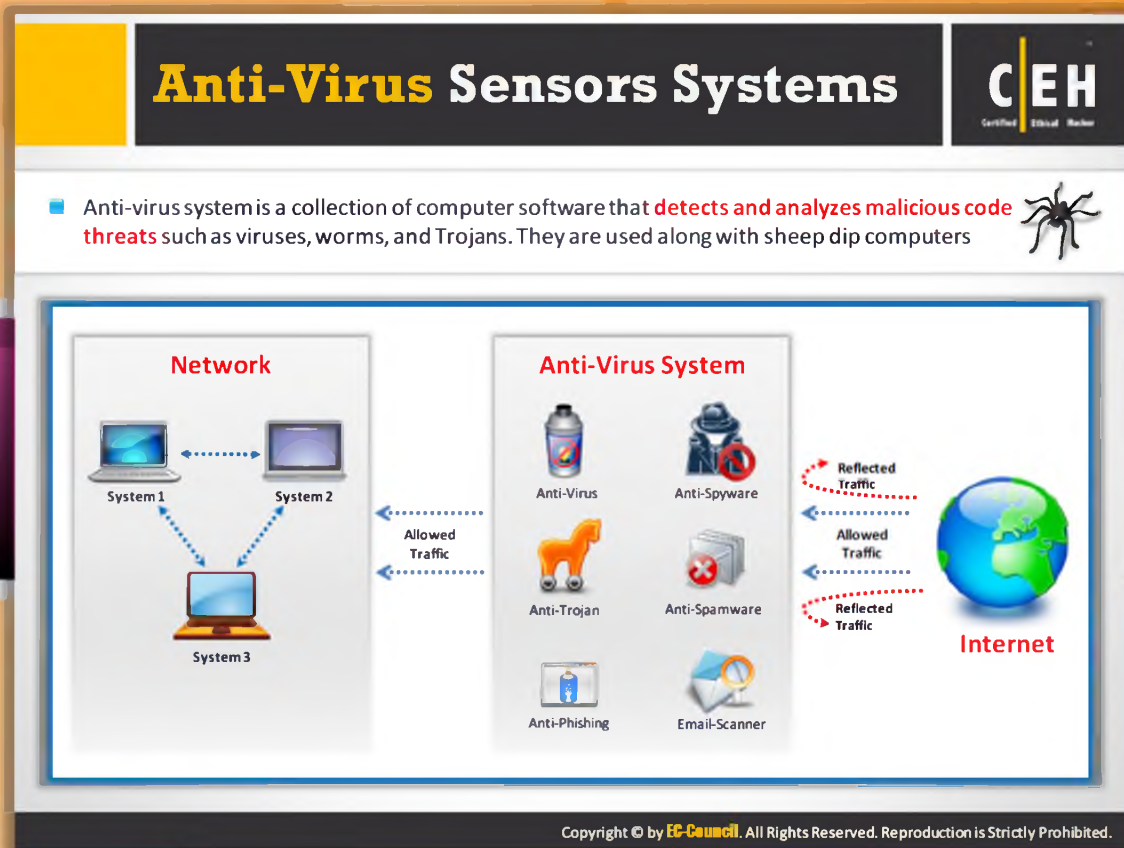 Anti-Virus Sensors Systems
CEH
Certified Ethical Hacker
Anti-virus system is a collection of computer software that detects and analyzes malicious code
threats such as viruses, worms, and Trojans. They are used along with sheep dip computers
Network
System 1
System 2
System 3
Allowed
Traffic
Anti-Virus System
Anti-Virus
Anti-Spyware
Anti-Trojan
Anti-Spamware
Anti-Phishing
Email-Scanner
Reflected
Traffic
Allowed
Traffic
Reflected
Traffic
Internet
Copyright © by EC-Council. All Rights Reserved. Reproduction is Strictly Prohibited.